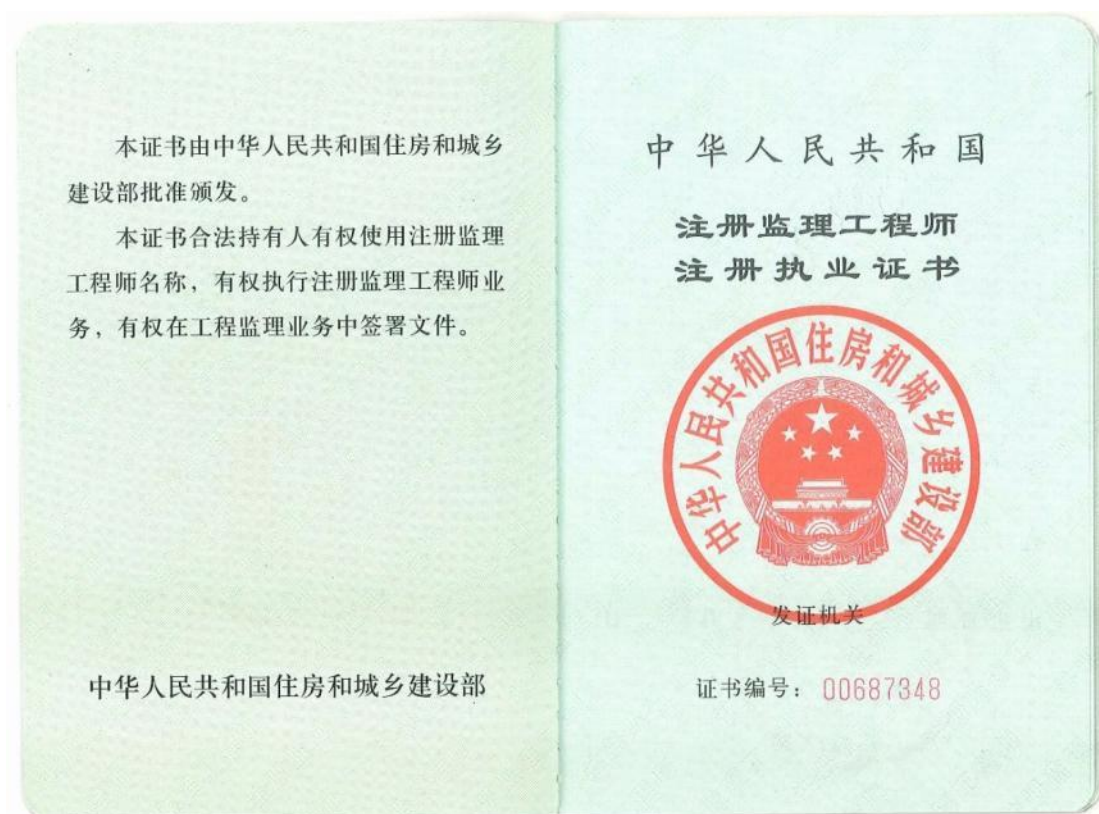 本证书由中华人民共和国住房和城乡
建设部批准颁发。
本证书合法持有人有权使用注册监理
工程师名称，有权执行注册监理工程师业
务，有权在工程监理业务中签署文件。
中华人民共和国住房和城乡建设部
中华人民共和国
注册监理工程师
注册执业证书
中华人民共和国住房和城乡建设部
发证机关
证书编号：00687348